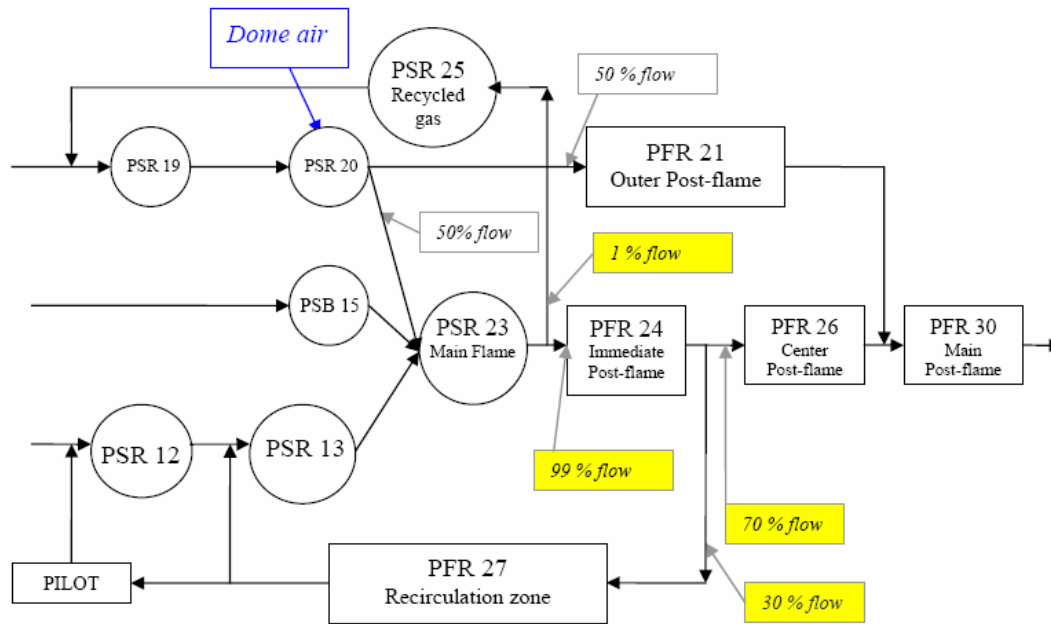 Dome air
PSR 25
Recycled
gas
50 % flow
PSR 19
PSR 20
PFR 21
Outer Post-flame
50% flow
1 % flow
PSB 15
PSR 23
Main Flame
PFR 24
Immediate
Post-flame
PFR 26
Center
Post-flame
PFR 30
Main
Post-flame
PSR 12
PSR 13
99 % flow
70 % flow
PILOT
PFR 27
Recirculation zone
30 % flow